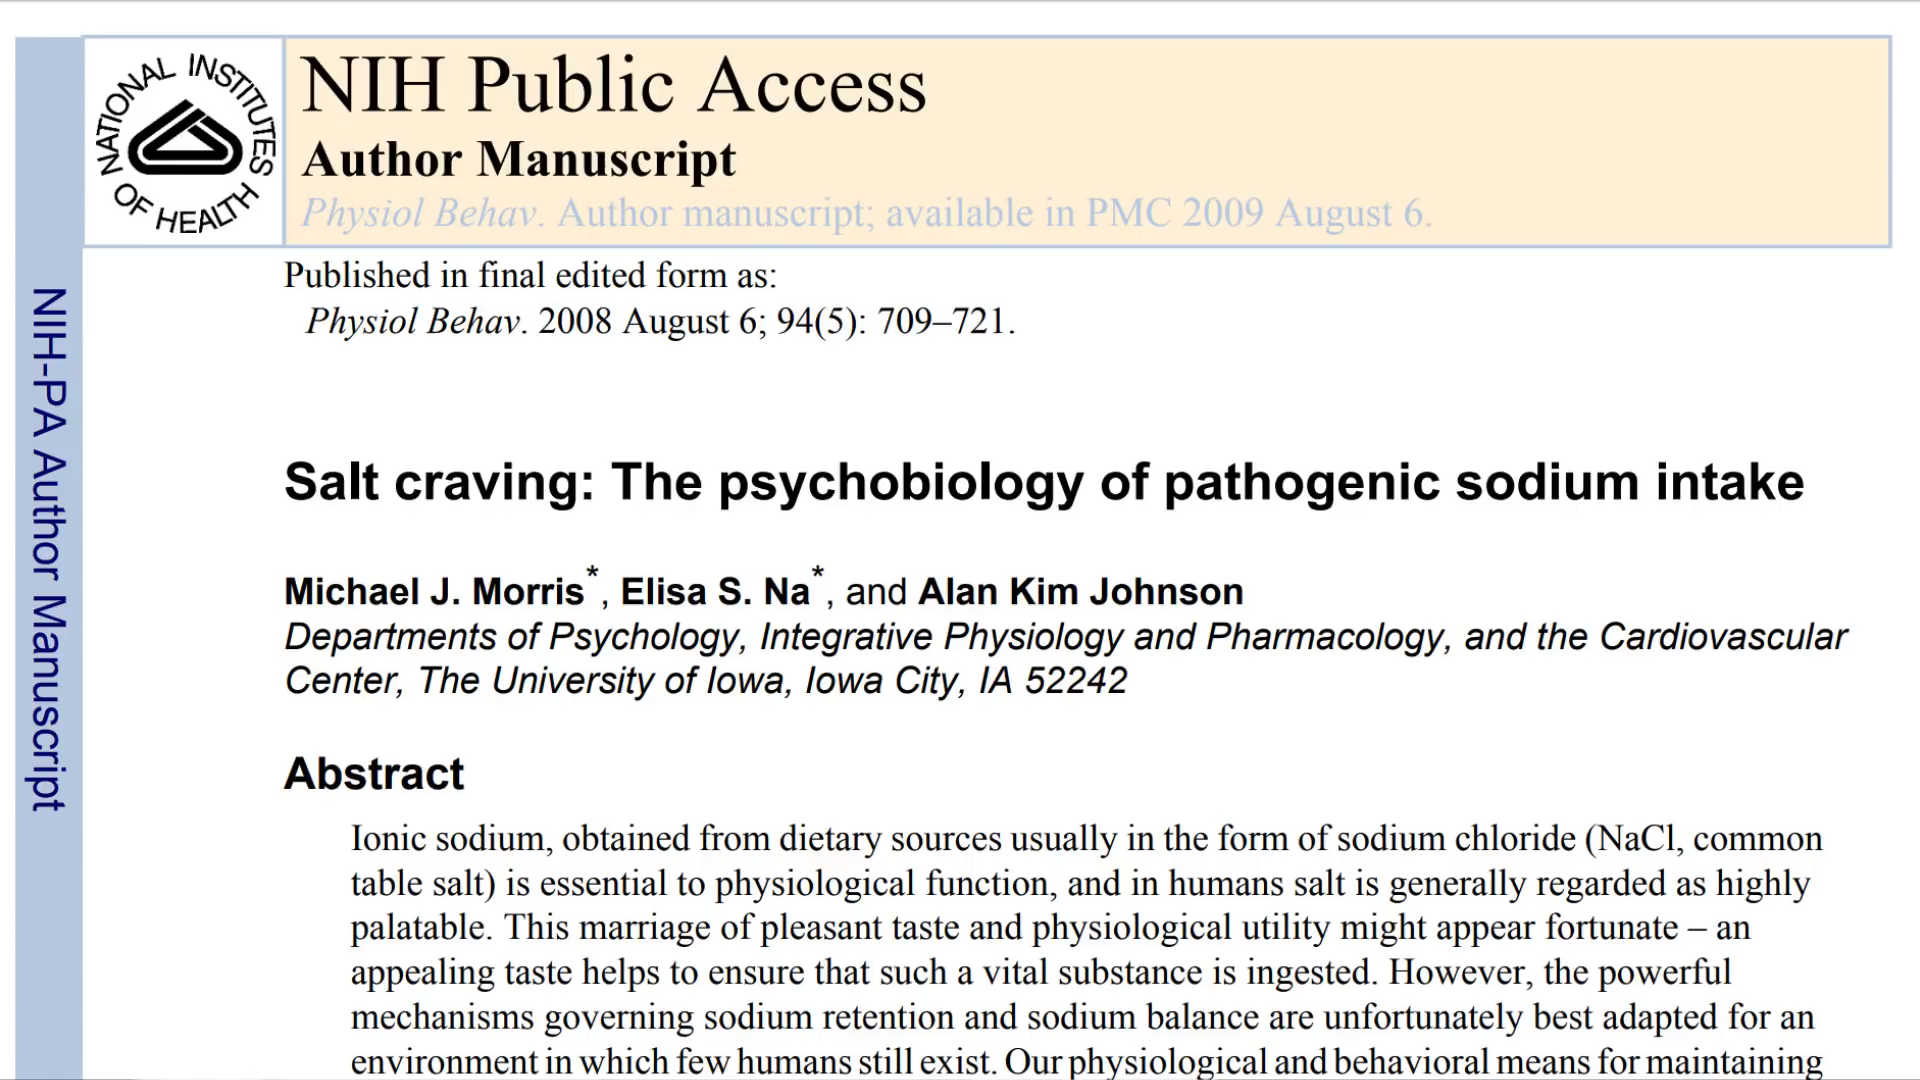 NATIONAL INSTITUTES OF HEALTH
NIH Public Access
Author Manuscript
Physiol Behav. Author manuscript; available in PMC 2009 August 6.
NIH-PA Author Manuscript
Published in final edited form as:
Physiol Behav. 2008 August 6; 94(5): 709–721.
Salt craving: The psychobiology of pathogenic sodium intake
Michael J. Morris*, Elisa S. Na*, and Alan Kim Johnson
Departments of Psychology, Integrative Physiology and Pharmacology, and the Cardiovascular
Center, The University of Iowa, Iowa City, IA 52242
Abstract
Ionic sodium, obtained from dietary sources usually in the form of sodium chloride (NaCl, common
table salt) is essential to physiological function, and in humans salt is generally regarded as highly
palatable. This marriage of pleasant taste and physiological utility might appear fortunate – an
appealing taste helps to ensure that such a vital substance is ingested. However, the powerful
mechanisms governing sodium retention and sodium balance are unfortunately best adapted for an
environment in which few humans still exist. Our physiological and behavioral means for maintaining